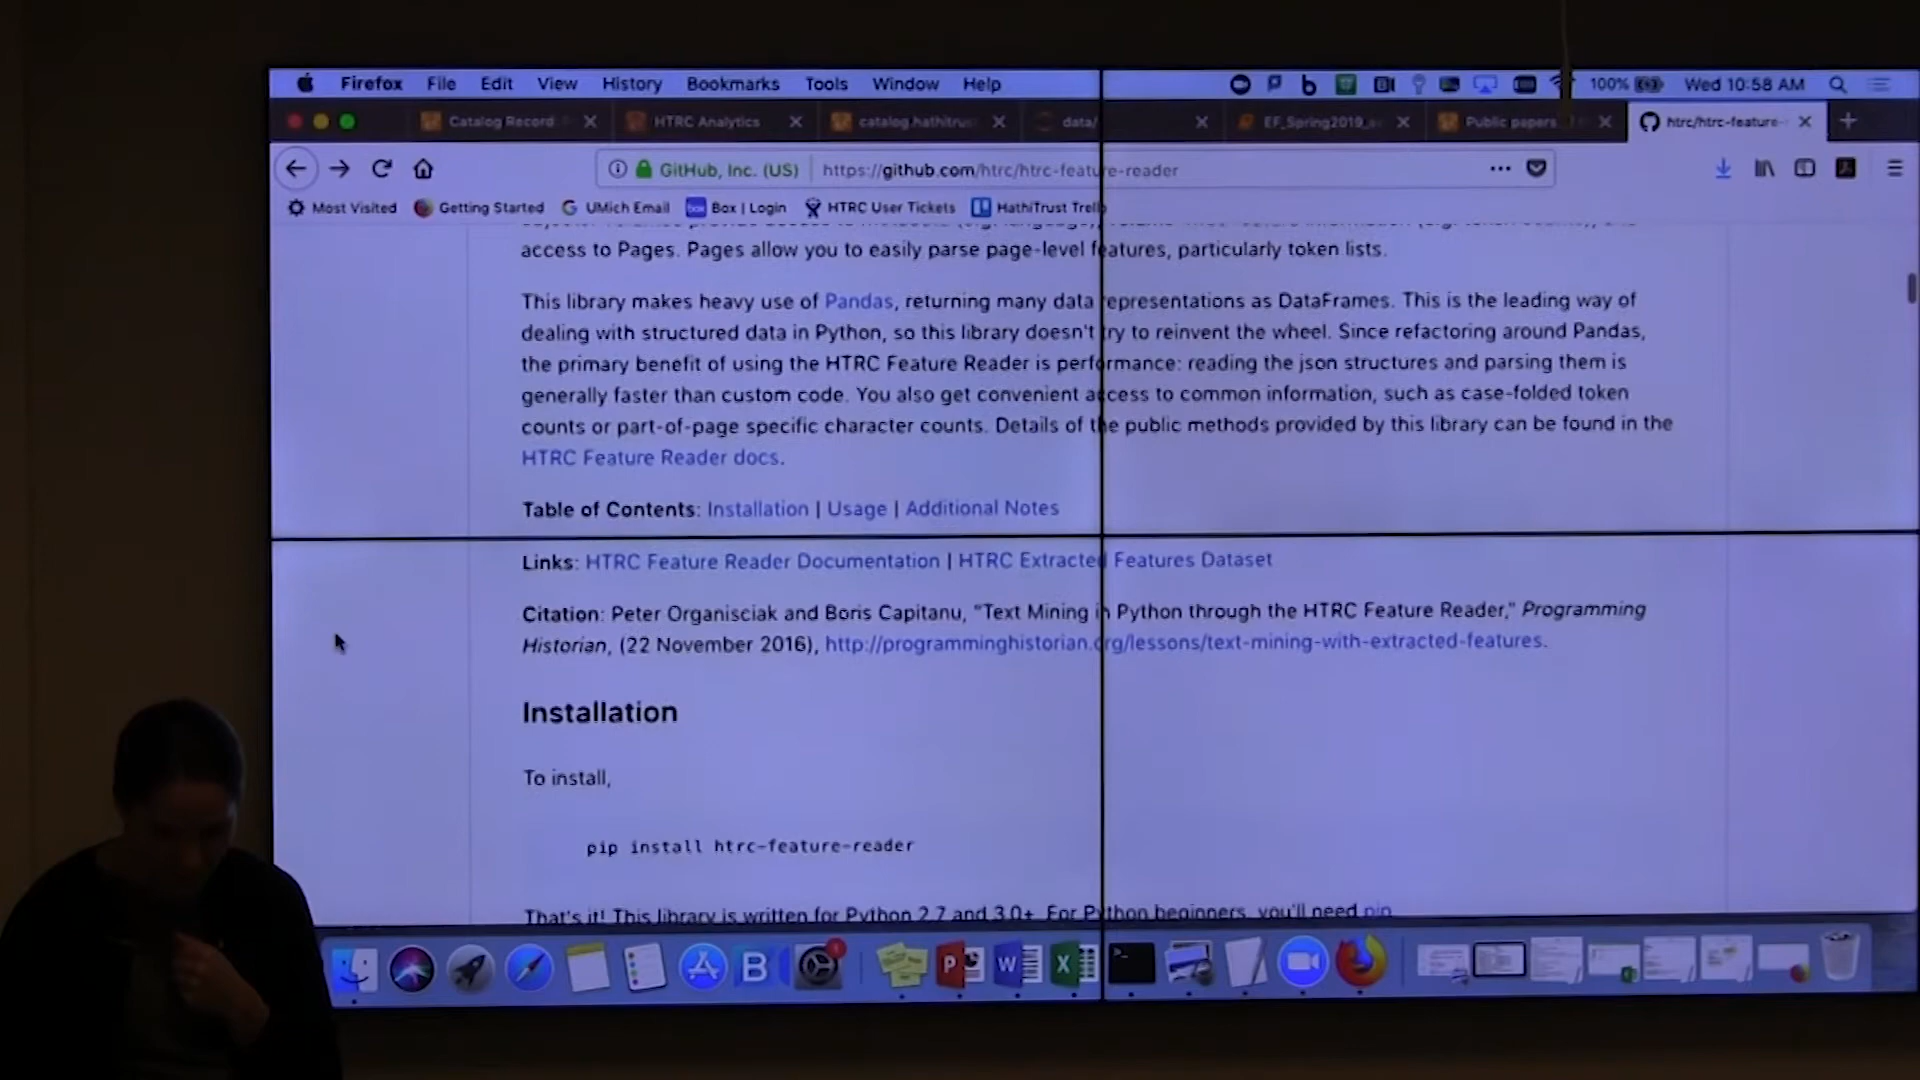 Firefox File Edit View History Bookmarks Tools Window Help 100% Wed 10:58 AM
Catalog Record HTRC Analytics catalog.hathitrus data/ EF_Spring2019_ Public papers htrc/htrc-feature-
GitHub, Inc. (US) https://github.com/htrc/htrc-feature-reader
Most Visited Getting Started UMich Email Box | Login HTRC User Tickets HathiTrust Trello
access to Pages. Pages allow you to easily parse page-level features, particularly token lists.
This library makes heavy use of Pandas, returning many data representations as DataFrames. This is the leading way of
dealing with structured data in Python, so this library doesn't try to reinvent the wheel. Since refactoring around Pandas,
the primary benefit of using the HTRC Feature Reader is performance: reading the json structures and parsing them is
generally faster than custom code. You also get convenient access to common information, such as case-folded token
counts or part-of-page specific character counts. Details of the public methods provided by this library can be found in the
HTRC Feature Reader docs.
Table of Contents: Installation | Usage | Additional Notes
Links: HTRC Feature Reader Documentation | HTRC Extracted Features Dataset
Citation: Peter Organisciak and Boris Capitanu, "Text Mining in Python through the HTRC Feature Reader," Programming
Historian, (22 November 2016), http://programminghistorian.org/lessons/text-mining-with-extracted-features.
Installation
To install,
pip install htrc-feature-reader
That's it! This library is written for Python 2.7 and 3.0+. For Python beginners, you'll need pip.